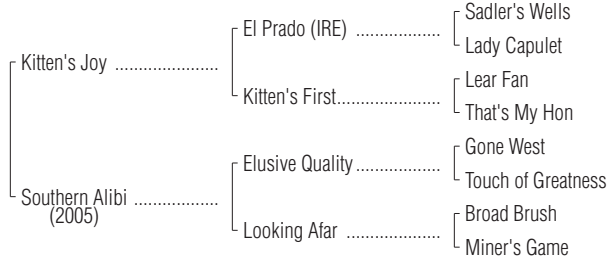 Sadler's Wells
El Prado (IRE) ..................
Lady Capulet
Kitten's Joy ......................
Lear Fan
Kitten's First......................
That's My Hon
Gone West
Elusive Quality ..................
Touch of Greatness
Southern Alibi ..................
(2005)
Broad Brush
Looking Afar ....................
Miner's Game